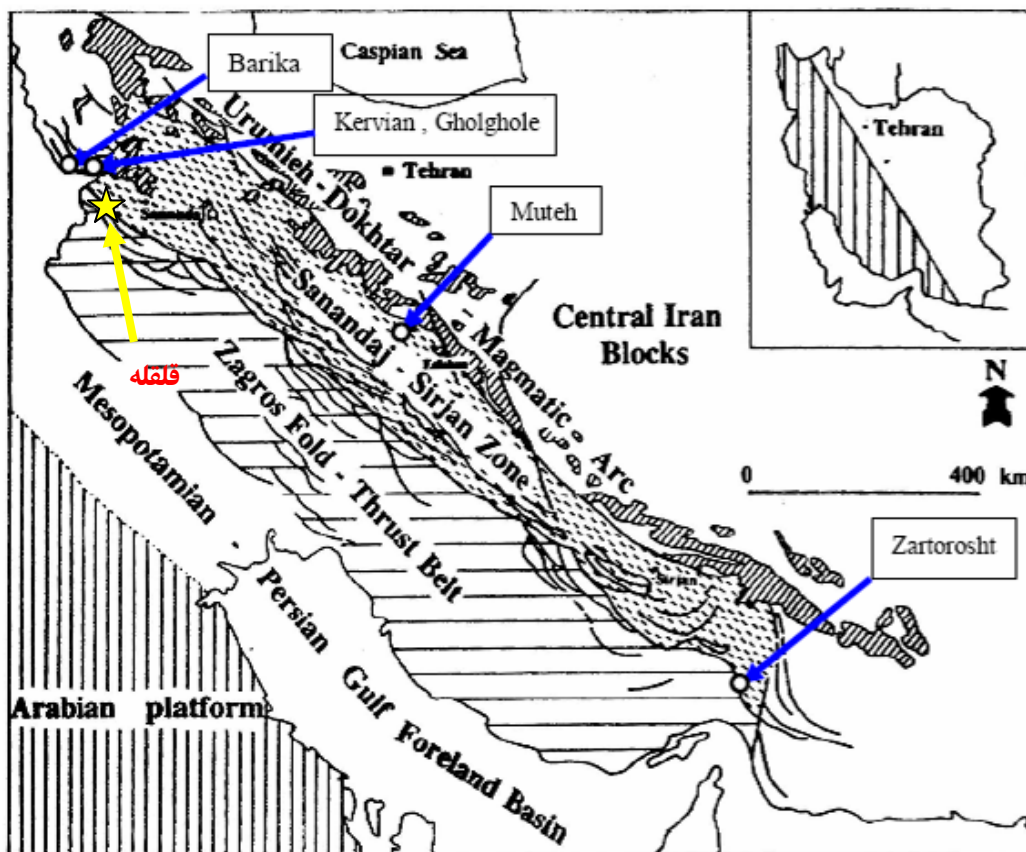 Barika
Caspian Sea
Kervian , Gholghole
Tehran
Urumieh - Dokhtar - Magmatic Arc
Muteh
Tehran
Sanandaj - Sirjan Zone
Central Iran
Blocks
N
0 400 km
قلقله
Zagros Fold - Thrust Belt
Mesopotamian
Persian Gulf Foreland Basin
Zartorosht
Sirjan
Arabian platform